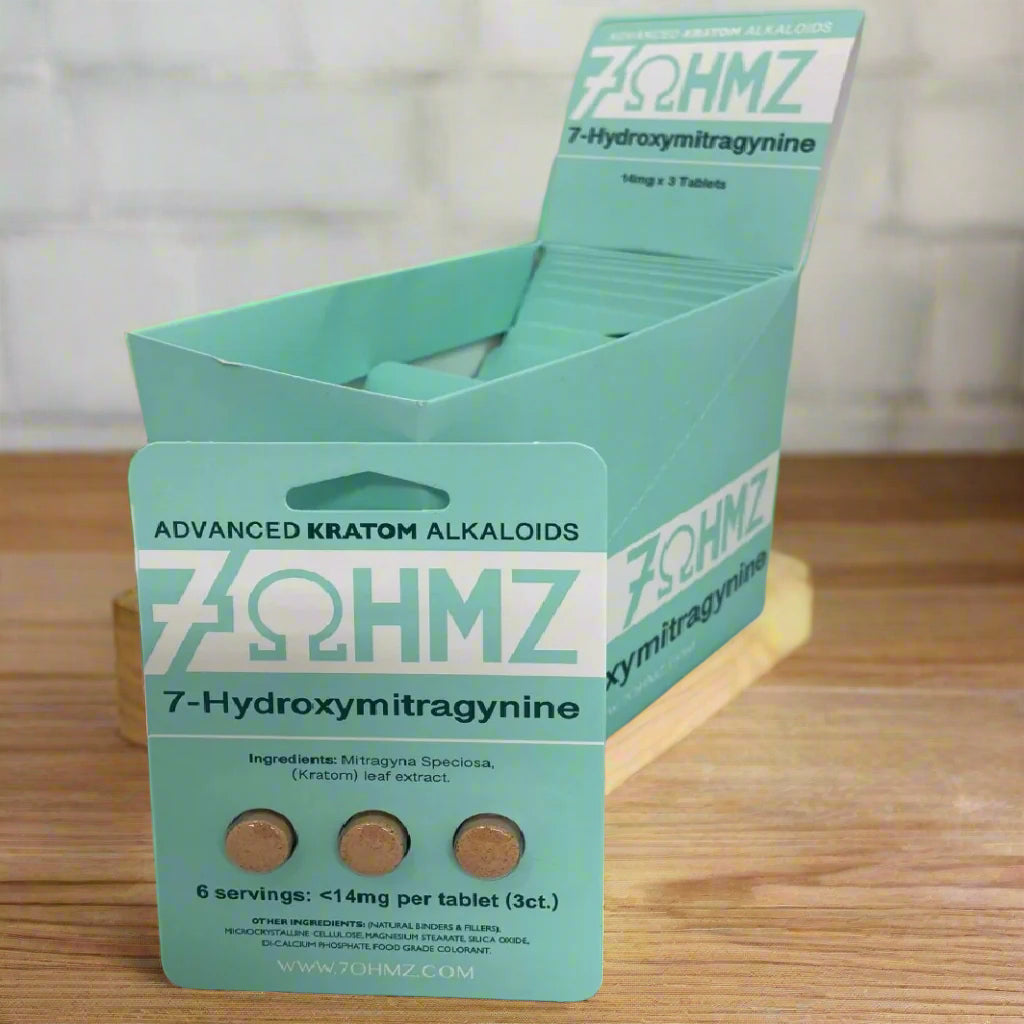 ADVANCED KRATOM ALKALOIDS
7ΩHMZ
7-Hydroxymitragynine
14mg x 3 Tablets
ADVANCED KRATOM ALKALOIDS
7ΩHMZ
7-Hydroxymitragynine
Ingredients: Mitragyna Speciosa,
(Kratom) leaf extract.
6 servings: <14mg per tablet (3ct.)
OTHER INGREDIENTS: (NATURAL BINDERS & FILLERS),
MICROCRYSTALLINE CELLULOSE, MAGNESIUM STEARATE, SILICA OXIDE,
DI-CALCIUM PHOSPHATE, FOOD GRADE COLORANT.
WWW.7OHMZ.COM
7ΩHMZ
xymitragynine